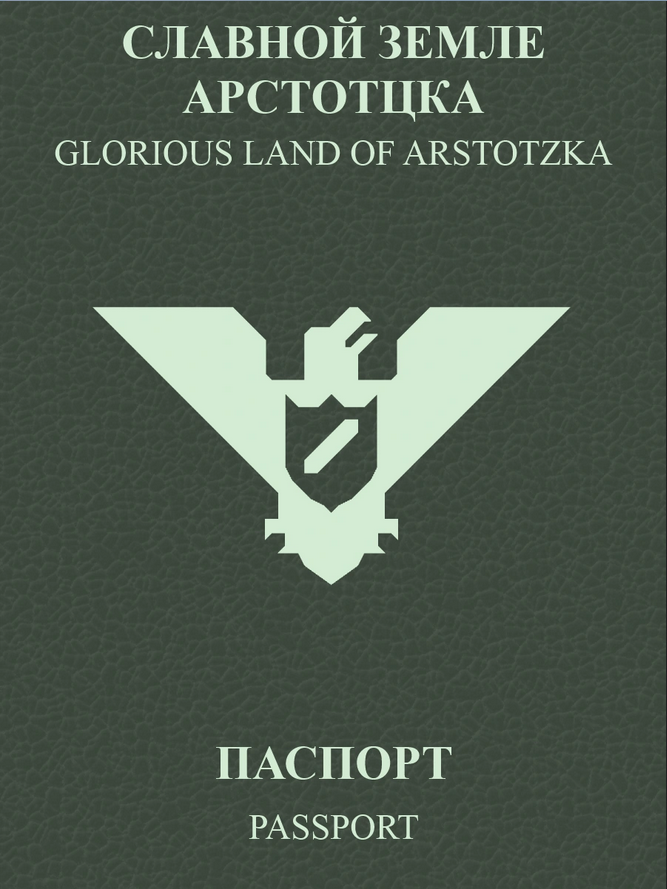 СЛАВНОЙ ЗЕМЛЕ
АРСТОТЦКА
GLORIOUS LAND OF ARSTOTZKA
ПАСПОРТ
PASSPORT